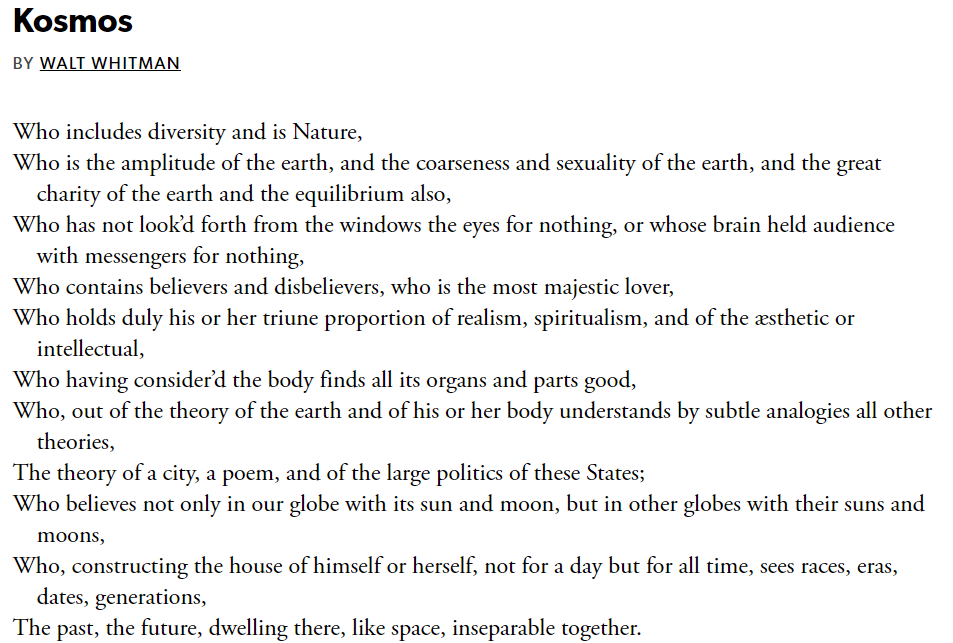 Kosmos
BY WALT WHITMAN
Who includes diversity and is Nature,
Who is the amplitude of the earth, and the coarseness and sexuality of the earth, and the great
charity of the earth and the equilibrium also,
Who has not look’d forth from the windows the eyes for nothing, or whose brain held audience
with messengers for nothing,
Who contains believers and disbelievers, who is the most majestic lover,
Who holds duly his or her triune proportion of realism, spiritualism, and of the æsthetic or
intellectual,
Who having consider’d the body finds all its organs and parts good,
Who, out of the theory of the earth and of his or her body understands by subtle analogies all other
theories,
The theory of a city, a poem, and of the large politics of these States;
Who believes not only in our globe with its sun and moon, but in other globes with their suns and
moons,
Who, constructing the house of himself or herself, not for a day but for all time, sees races, eras,
dates, generations,
The past, the future, dwelling there, like space, inseparable together.